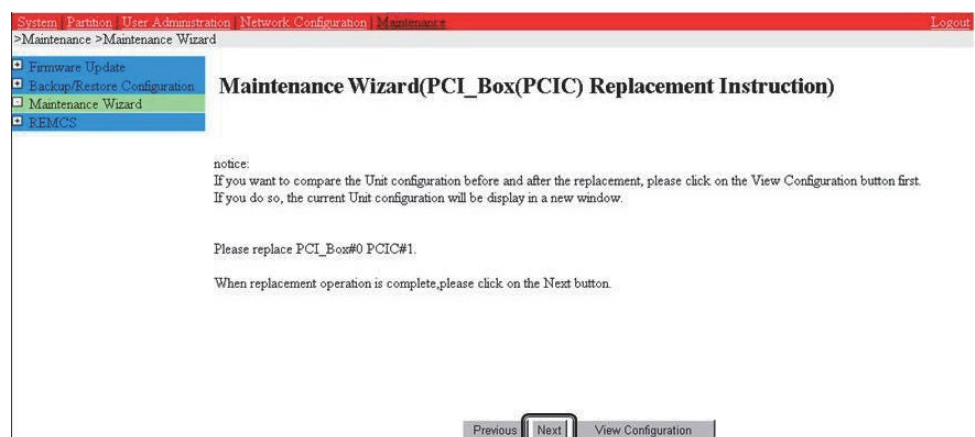 System | Partition | User Administration | Network Configuration | Maintenance Logout
>Maintenance >Maintenance Wizard
Firmware Update
Backup/Restore Configuration
Maintenance Wizard
REMCS
Maintenance Wizard(PCI_Box(PCIC) Replacement Instruction)
notice:
If you want to compare the Unit configuration before and after the replacement, please click on the View Configuration button first.
If you do so, the current Unit configuration will be display in a new window.
Please replace PCI_Box#0 PCIC#1.
When replacement operation is complete,please click on the Next button.
Previous Next View Configuration